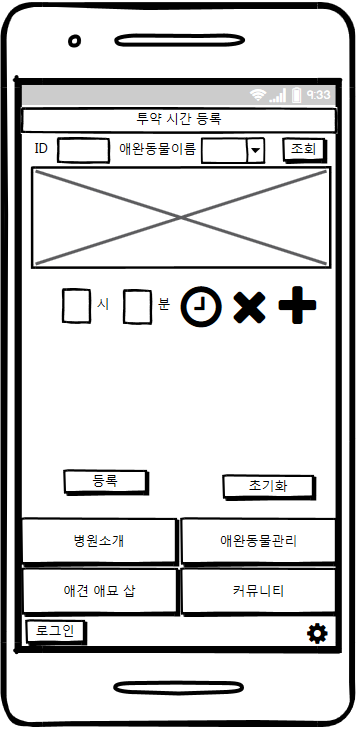 9:33
투약 시간 등록
ID 애완동물이름 조회
시 분
등록 초기화
병원소개 애완동물관리
애견 애묘 샵
커뮤니티
로그인